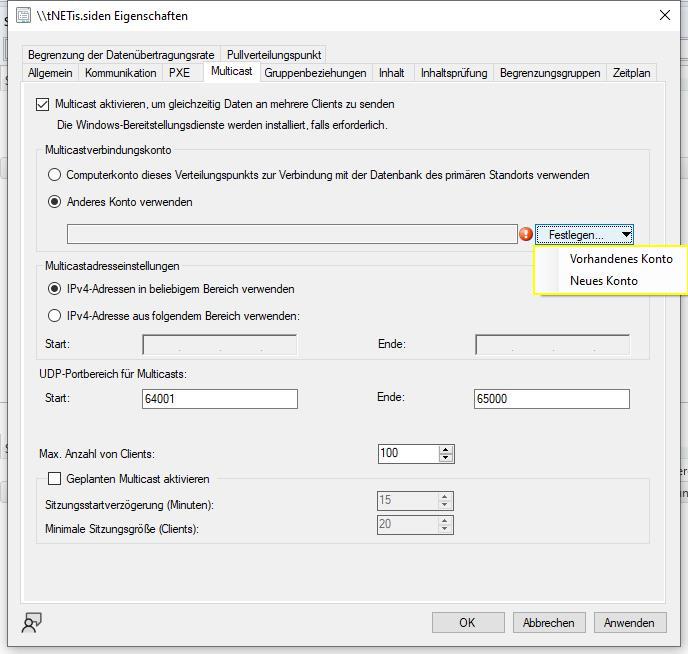 \\tNETis.siden Eigenschaften
Begrenzung der Datenübertragungsrate Pullverteilungspunkt
Allgemein Kommunikation PXE Multicast Gruppenbeziehungen Inhalt Inhaltsprüfung Begrenzungsgruppen Zeitplan
Multicast aktivieren, um gleichzeitig Daten an mehrere Clients zu senden
Die Windows-Bereitstellungsdienste werden installiert, falls erforderlich.
Multicastverbindungskonto
Computerkonto dieses Verteilungspunkts zur Verbindung mit der Datenbank des primären Standorts verwenden
Anderes Konto verwenden
Festlegen...
Vorhandenes Konto
Neues Konto
Multicastadresseinstellungen
IPv4-Adressen in beliebigem Bereich verwenden
IPv4-Adresse aus folgendem Bereich verwenden:
Start: . . . Ende: . . .
UDP-Portbereich für Multicasts:
Start: 64001 Ende: 65000
Max. Anzahl von Clients: 100
Geplanten Multicast aktivieren
Sitzungsstartverzögerung (Minuten): 15
Minimale Sitzungsgröße (Clients): 20
OK Abbrechen Anwenden